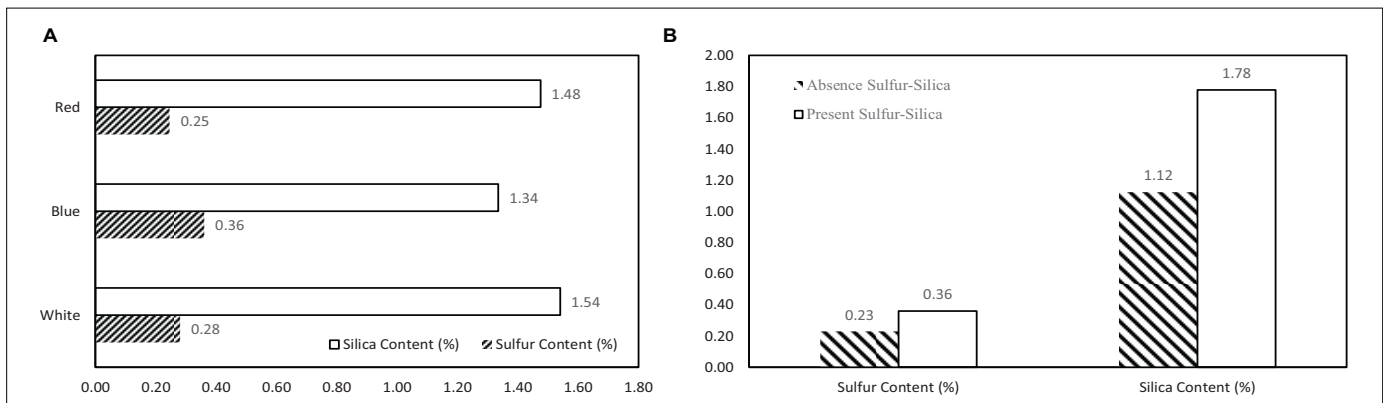 A
Red
1.48
0.25
Blue
1.34
0.36
White
1.54
0.28
Silica Content (%) Sulfur Content (%)
0.00 0.20 0.40 0.60 0.80 1.00 1.20 1.40 1.60 1.80
B
2.00
1.80
1.60
1.40
1.20
1.00
0.80
0.60
0.40
0.20
0.00
Absence Sulfur-Silica
Present Sulfur-Silica
0.23
0.36
1.12
1.78
Sulfur Content (%) Silica Content (%)